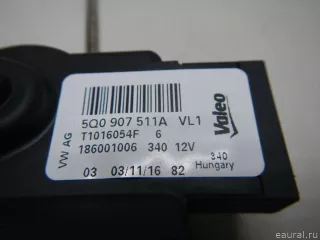 5Q0 907 511A VL1
T1016054F 6
186001006 340 12V
03 03/11/16 82
VW AG
Valeo
340
Hungary
© eaural.ru